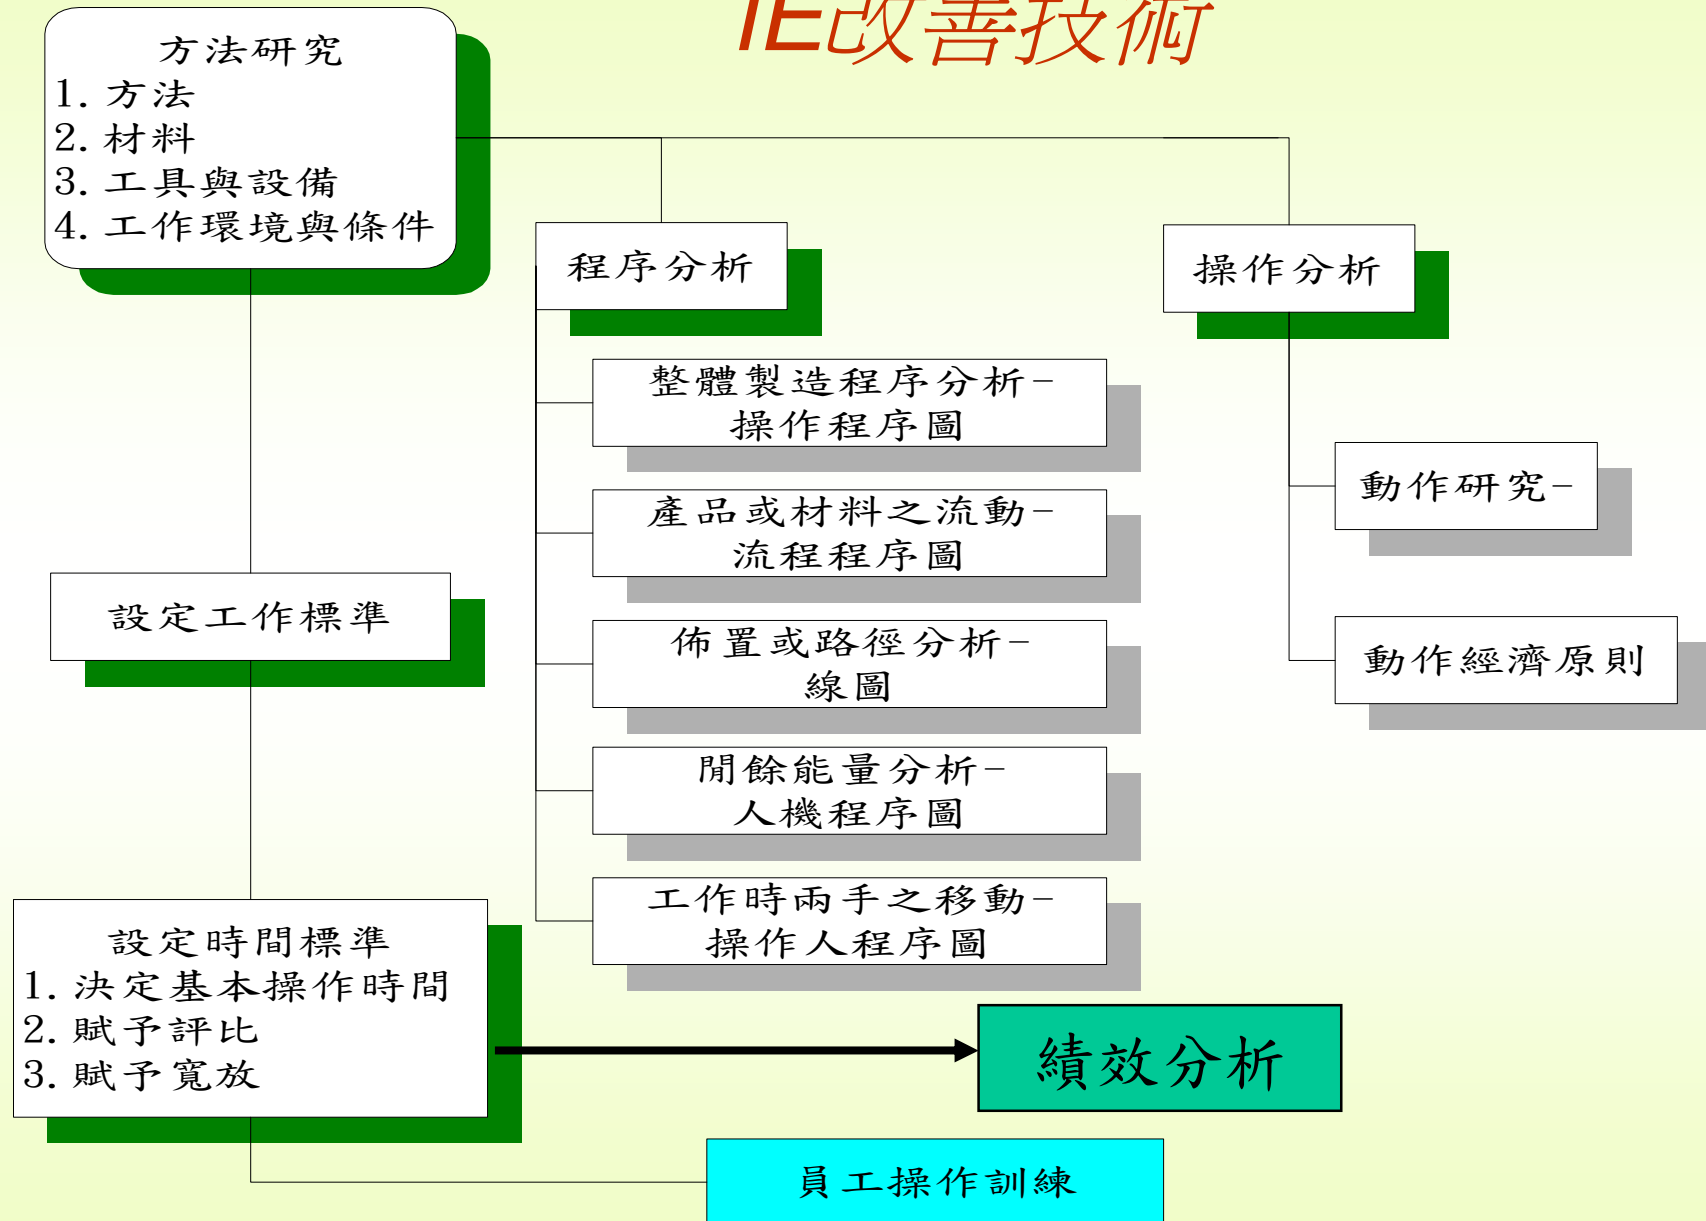 IE改善技術
方法研究
1. 方法
2. 材料
3. 工具與設備
4. 工作環境與條件
程序分析
操作分析
整體製造程序分析-
操作程序圖
產品或材料之流動-
流程程序圖
佈置或路徑分析-
線圖
閒餘能量分析-
人機程序圖
工作時兩手之移動-
操作人程序圖
動作研究-
動作經濟原則
設定工作標準
設定時間標準
1. 決定基本操作時間
2. 賦予評比
3. 賦予寬放
績效分析
員工操作訓練